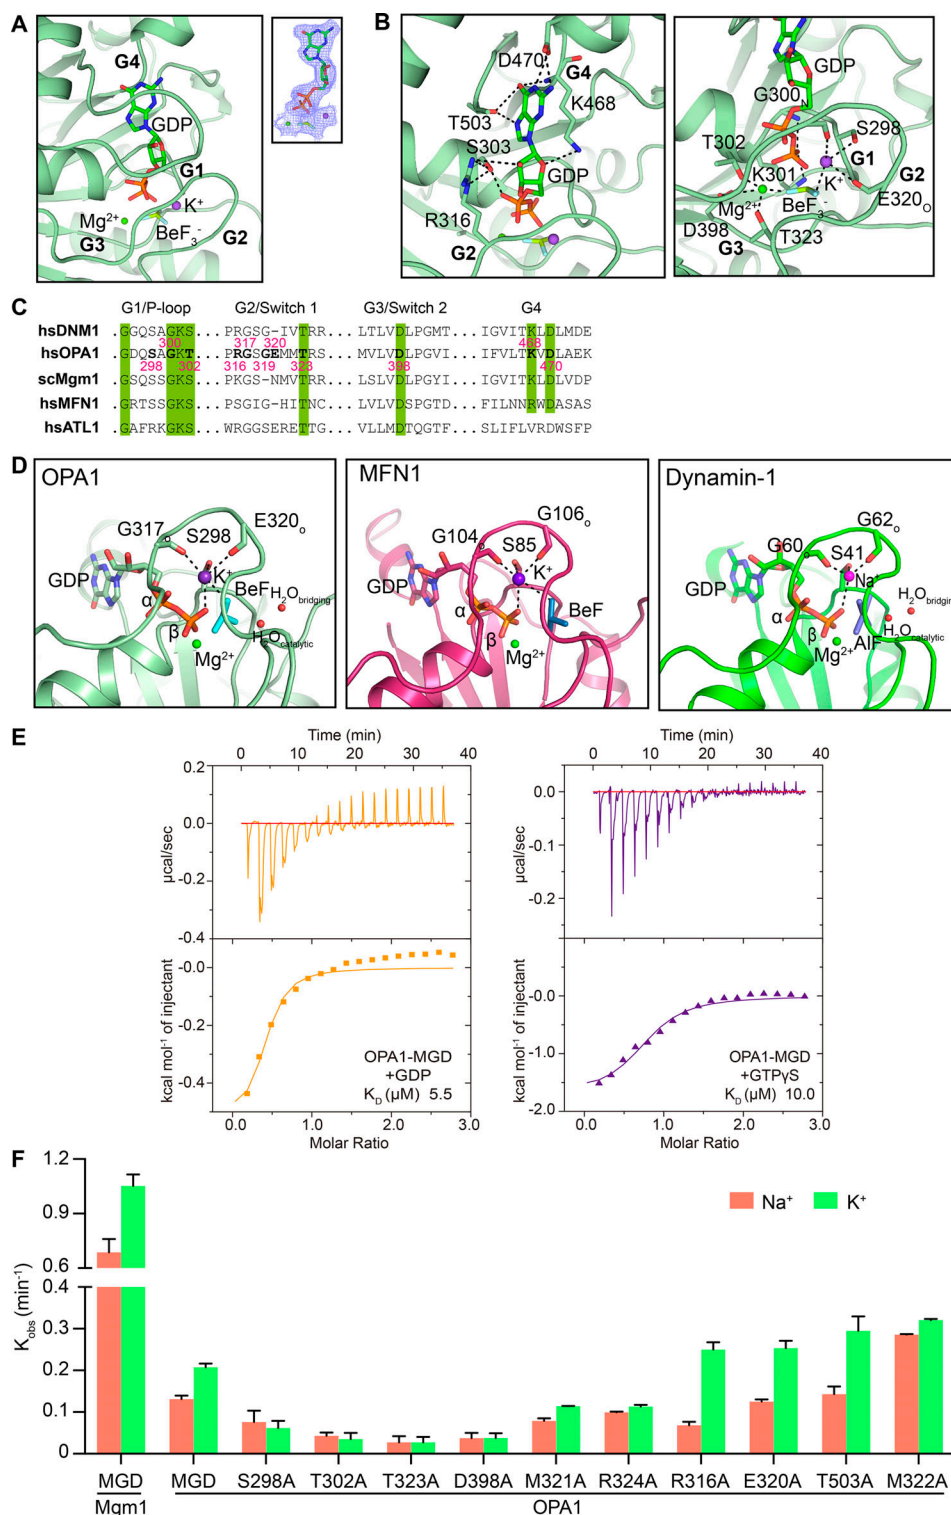 A
G4
GDP
G1
K+
Mg2+
BeF3-
G3
G2
B
D470
G4
K468
T503
S303
GDP
R316
G2
GDP
G300
T302
S298
K301
G1
G2
K+
Mg2+
BeF3-
E320o
D398
G3
T323
C
G1/P-loop G2/Switch 1 G3/Switch 2 G4
hsDNM1 .GGQSAGKS...PRGSG-IVTRR...LTLVDLPGMT...IGVITKLDLMDE
300 317 320 468
hsOPA1 .GDQSAGKT...PRGSGEMMTRS...MVLVDLPGVI...IFVLTKVDLAEK
298 302 316 319 323 398 470
scMgm1 .GSQSSGKS...PKGSN-NMVTR...LSLVDLPGYI...IGVITKLDLVDP
hsMFN1 .GRTSSGKS...PSGIG-HITNC...LVLVDSPGTD...FILNNRWDASAS
hsATL1 .GAFRKGKS...WRGGSERETTG...VLLMDTQGTF...SLIFLVRDWSFP
D
OPA1
G317o
S298
E320o
GDP
K+
α
BeF
H2Obridging
β
H2Ocatalytic
Mg2+
MFN1
G104o
S85
G106o
GDP
K+
α
BeF
β
Mg2+
Dynamin-1
G60o
S41
G62o
GDP
Na+
α
H2Obridging
β
H2Ocatalytic
Mg2+
AlF
E
Time (min)
0 10 20 30 40
0.2
0.0
-0.2
-0.4
µcal/sec
-0.0
-0.2
-0.4
kcal mol-1 of injectant
OPA1-MGD
+GDP
KD (µM) 5.5
0.0 1.0 2.0 3.0
Molar Ratio
Time (min)
0 10 20 30 40
0.0
-0.1
-0.2
µcal/sec
-0.0
-1.0
-2.0
kcal mol-1 of injectant
OPA1-MGD
+GTPγS
KD (µM) 10.0
0.0 1.0 2.0 3.0
Molar Ratio
F
Kobs (min-1)
1.2
0.9
0.6
0.4
0.3
0.2
0.1
0
Na+ K+
MGD MGD S298A T302A T323A D398A M321A R324A R316A E320A T503A M322A
Mgm1 OPA1